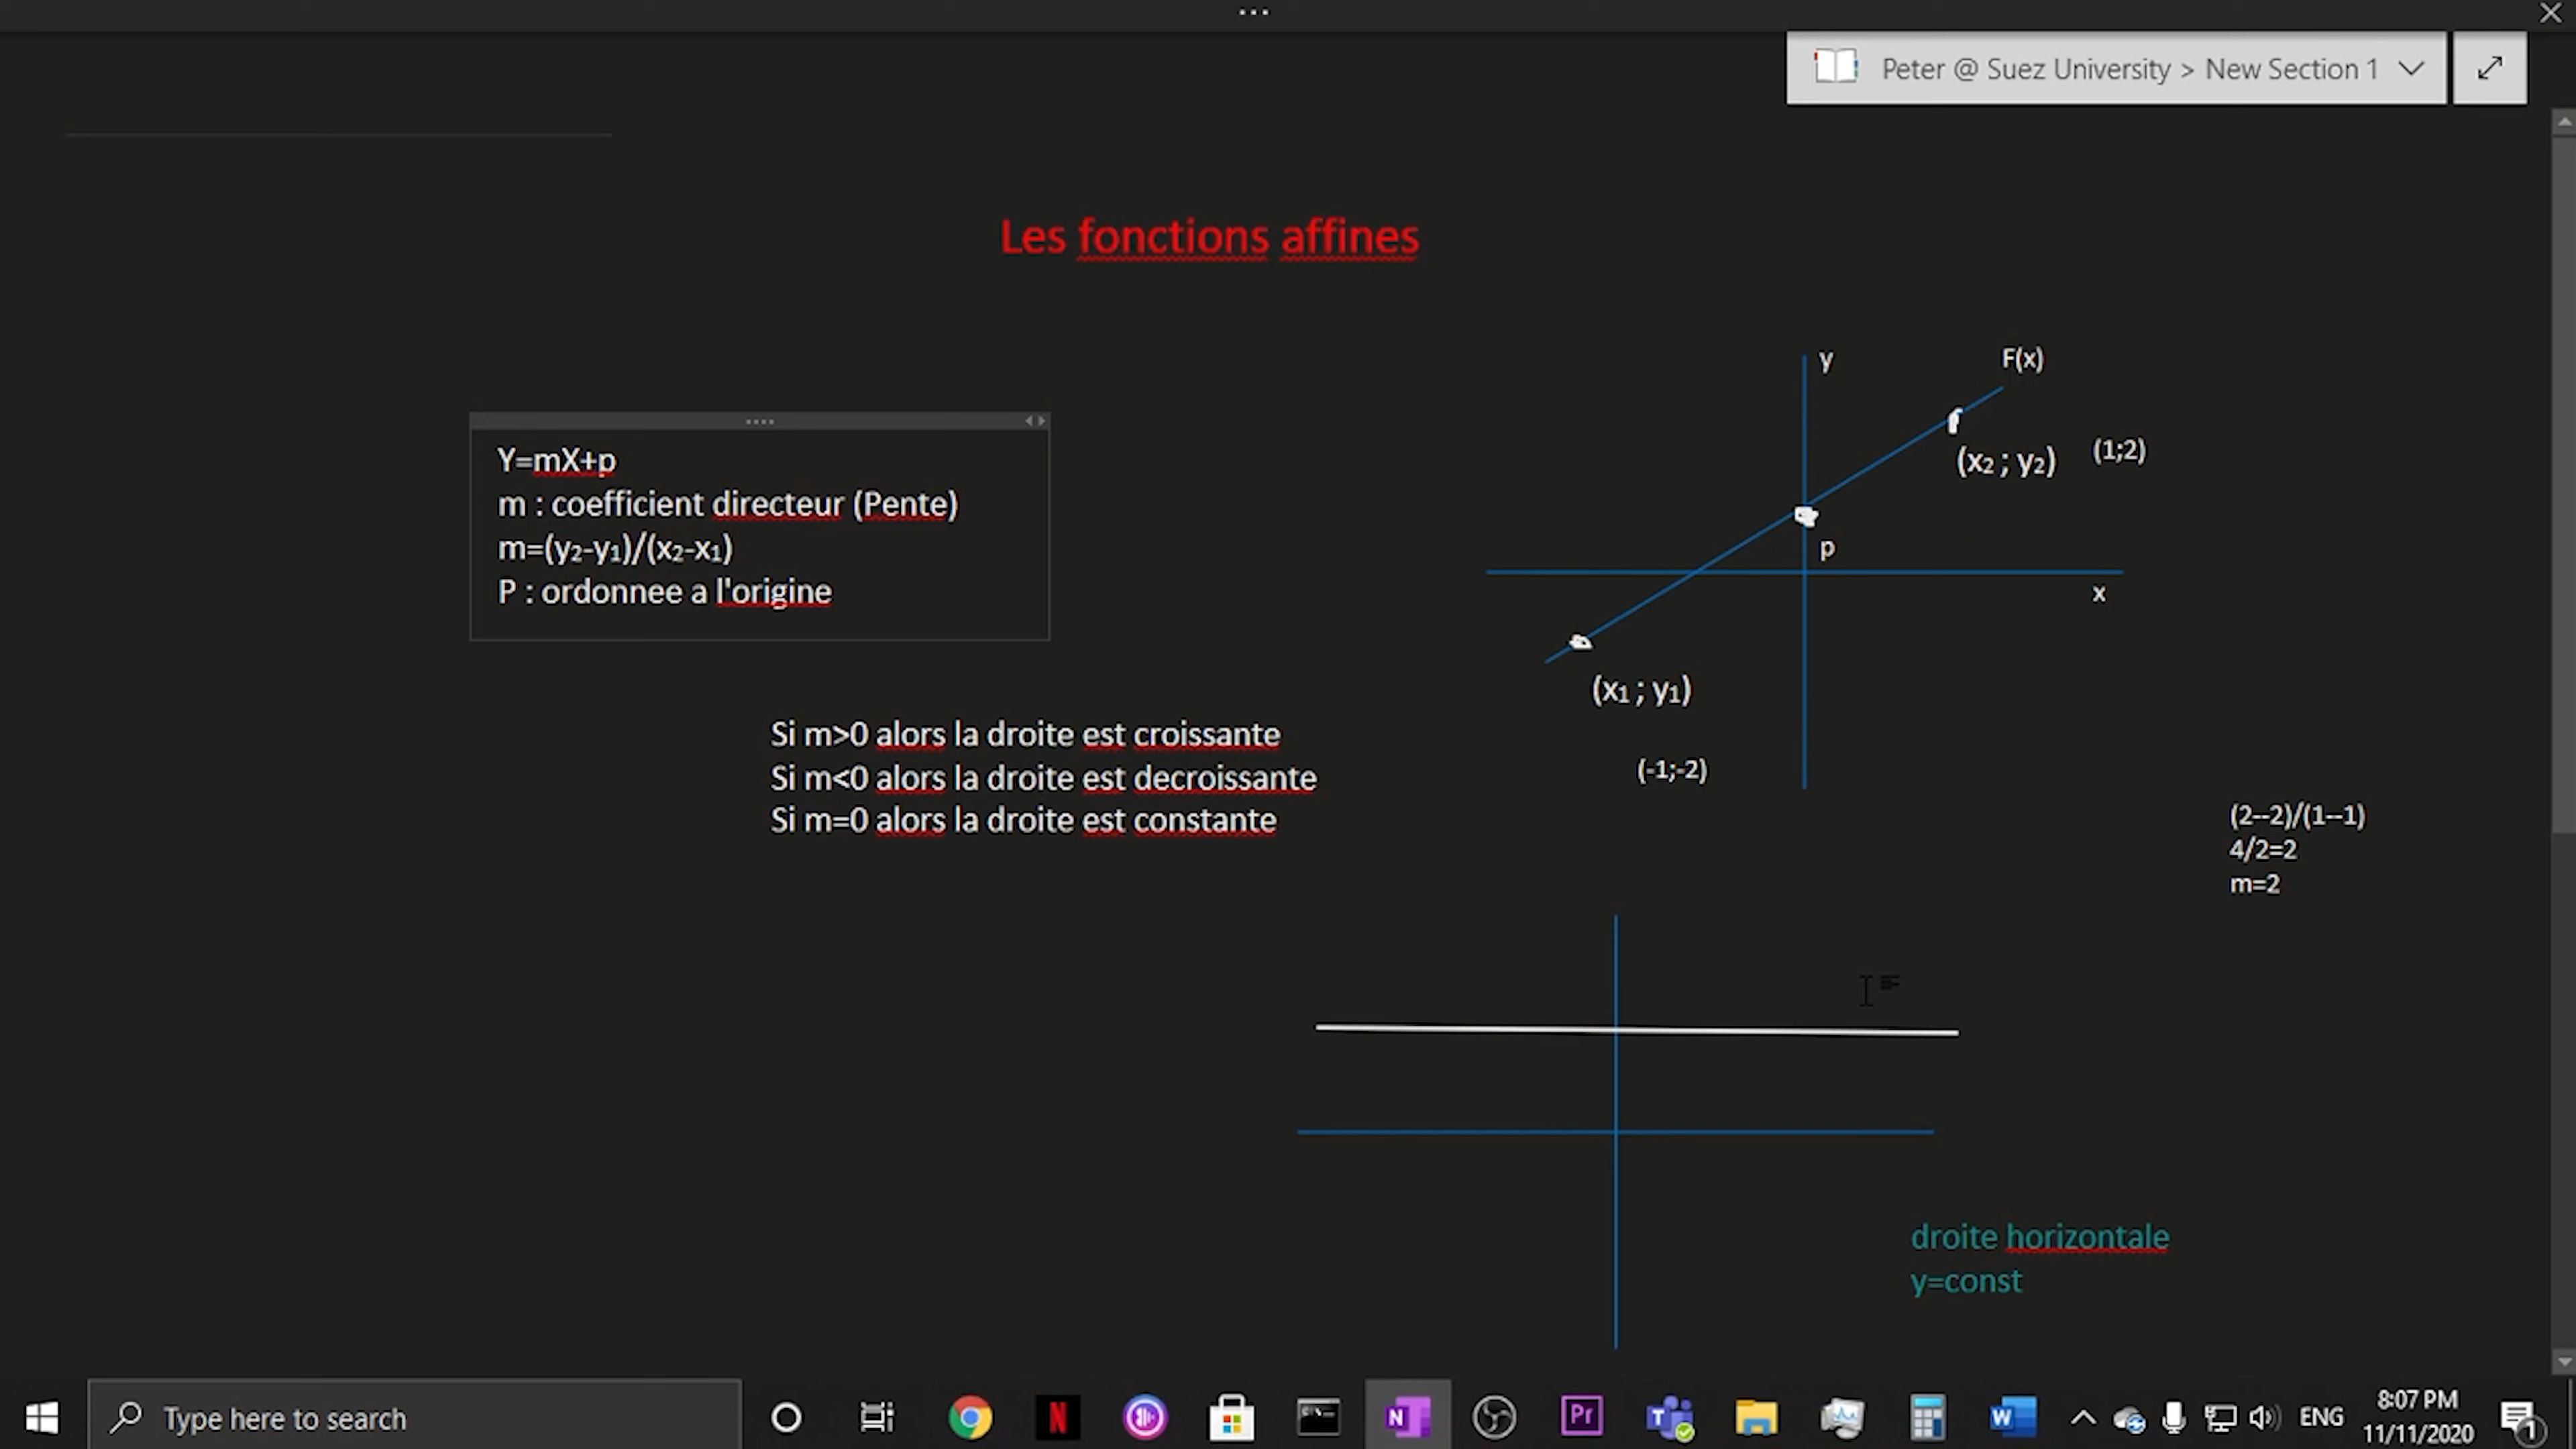 Peter @ Suez University > New Section 1
Les fonctions affines
Y=mX+p
m : coefficient directeur (Pente)
m=(y₂-y₁)/(x₂-x₁)
P : ordonnee a l'origine
y
F(x)
(x₂ ; y₂)
(1;2)
p
x
(x₁ ; y₁)
(-1;-2)
Si m>0 alors la droite est croissante
Si m<0 alors la droite est decroissante
Si m=0 alors la droite est constante
(2--2)/(1--1)
4/2=2
m=2
droite horizontale
y=const
Type here to search
N
N
Pr
T
W
ENG
8:07 PM
11/11/2020
1